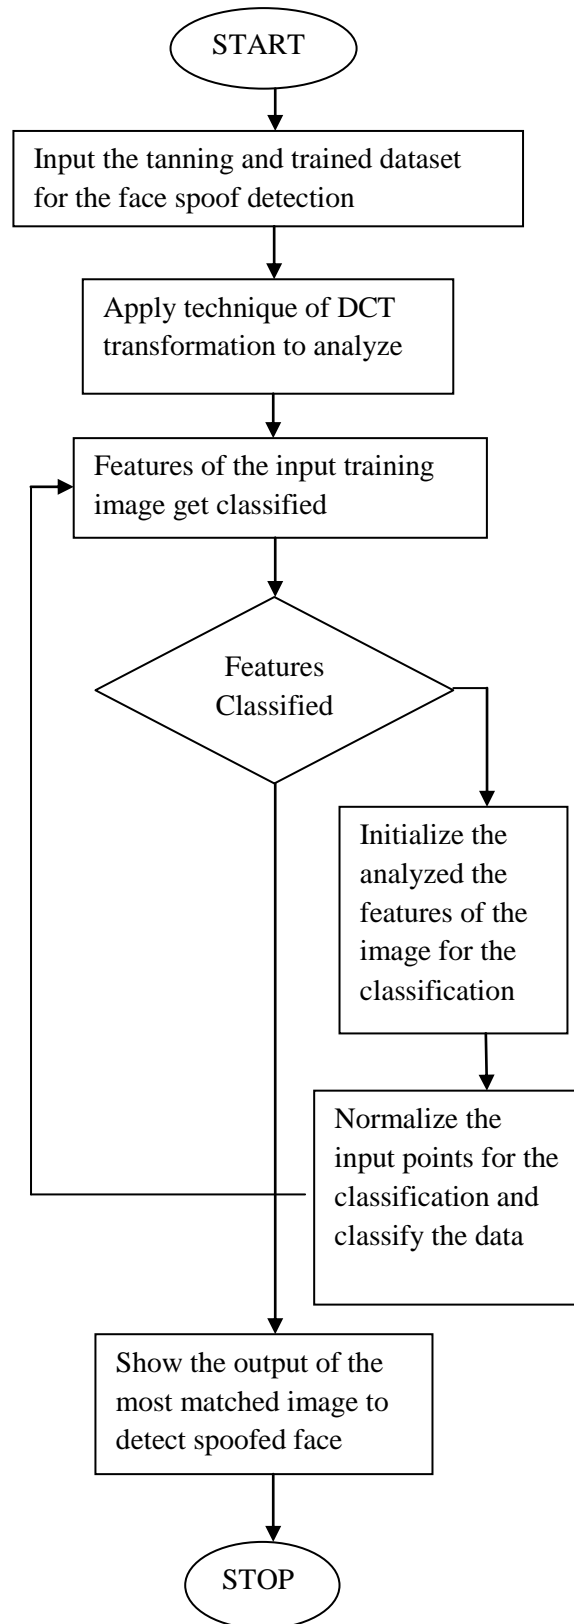 START
Input the tanning and trained dataset
for the face spoof detection
Apply technique of DCT
transformation to analyze
Features of the input training
image get classified
Features
Classified
Initialize the
analyzed the
features of the
image for the
classification
Normalize the
input points for the
classification and
classify the data
Show the output of the
most matched image to
detect spoofed face
STOP